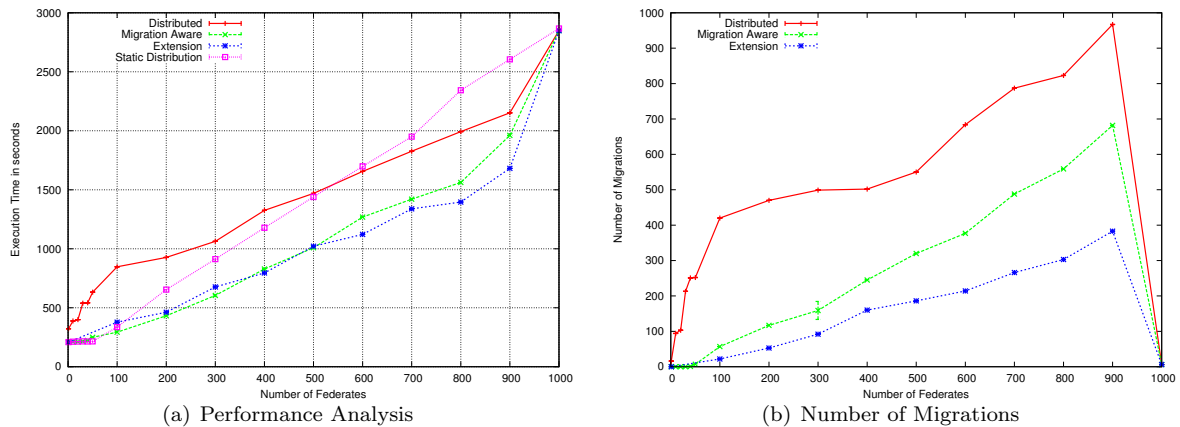 Distributed
Migration Aware
Extension
Static Distribution
3000
2500
2000
1500
1000
500
0
Execution Time in seconds
0 100 200 300 400 500 600 700 800 900 1000
Number of Federates
(a) Performance Analysis
Distributed
Migration Aware
Extension
1000
900
800
700
600
500
400
300
200
100
0
Number of Migrations
0 100 200 300 400 500 600 700 800 900 1000
Number of Federates
(b) Number of Migrations